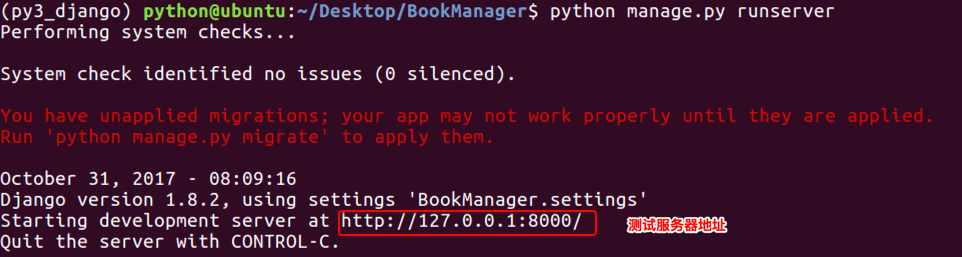 (py3_django) python@ubuntu:~/Desktop/BookManager$ python manage.py runserver
Performing system checks...
System check identified no issues (0 silenced).
You have unapplied migrations; your app may not work properly until they are applied.
Run 'python manage.py migrate' to apply them.
October 31, 2017 - 08:09:16
Django version 1.8.2, using settings 'BookManager.settings'
Starting development server at http://127.0.0.1:8000/ 测试服务器地址
Quit the server with CONTROL-C.